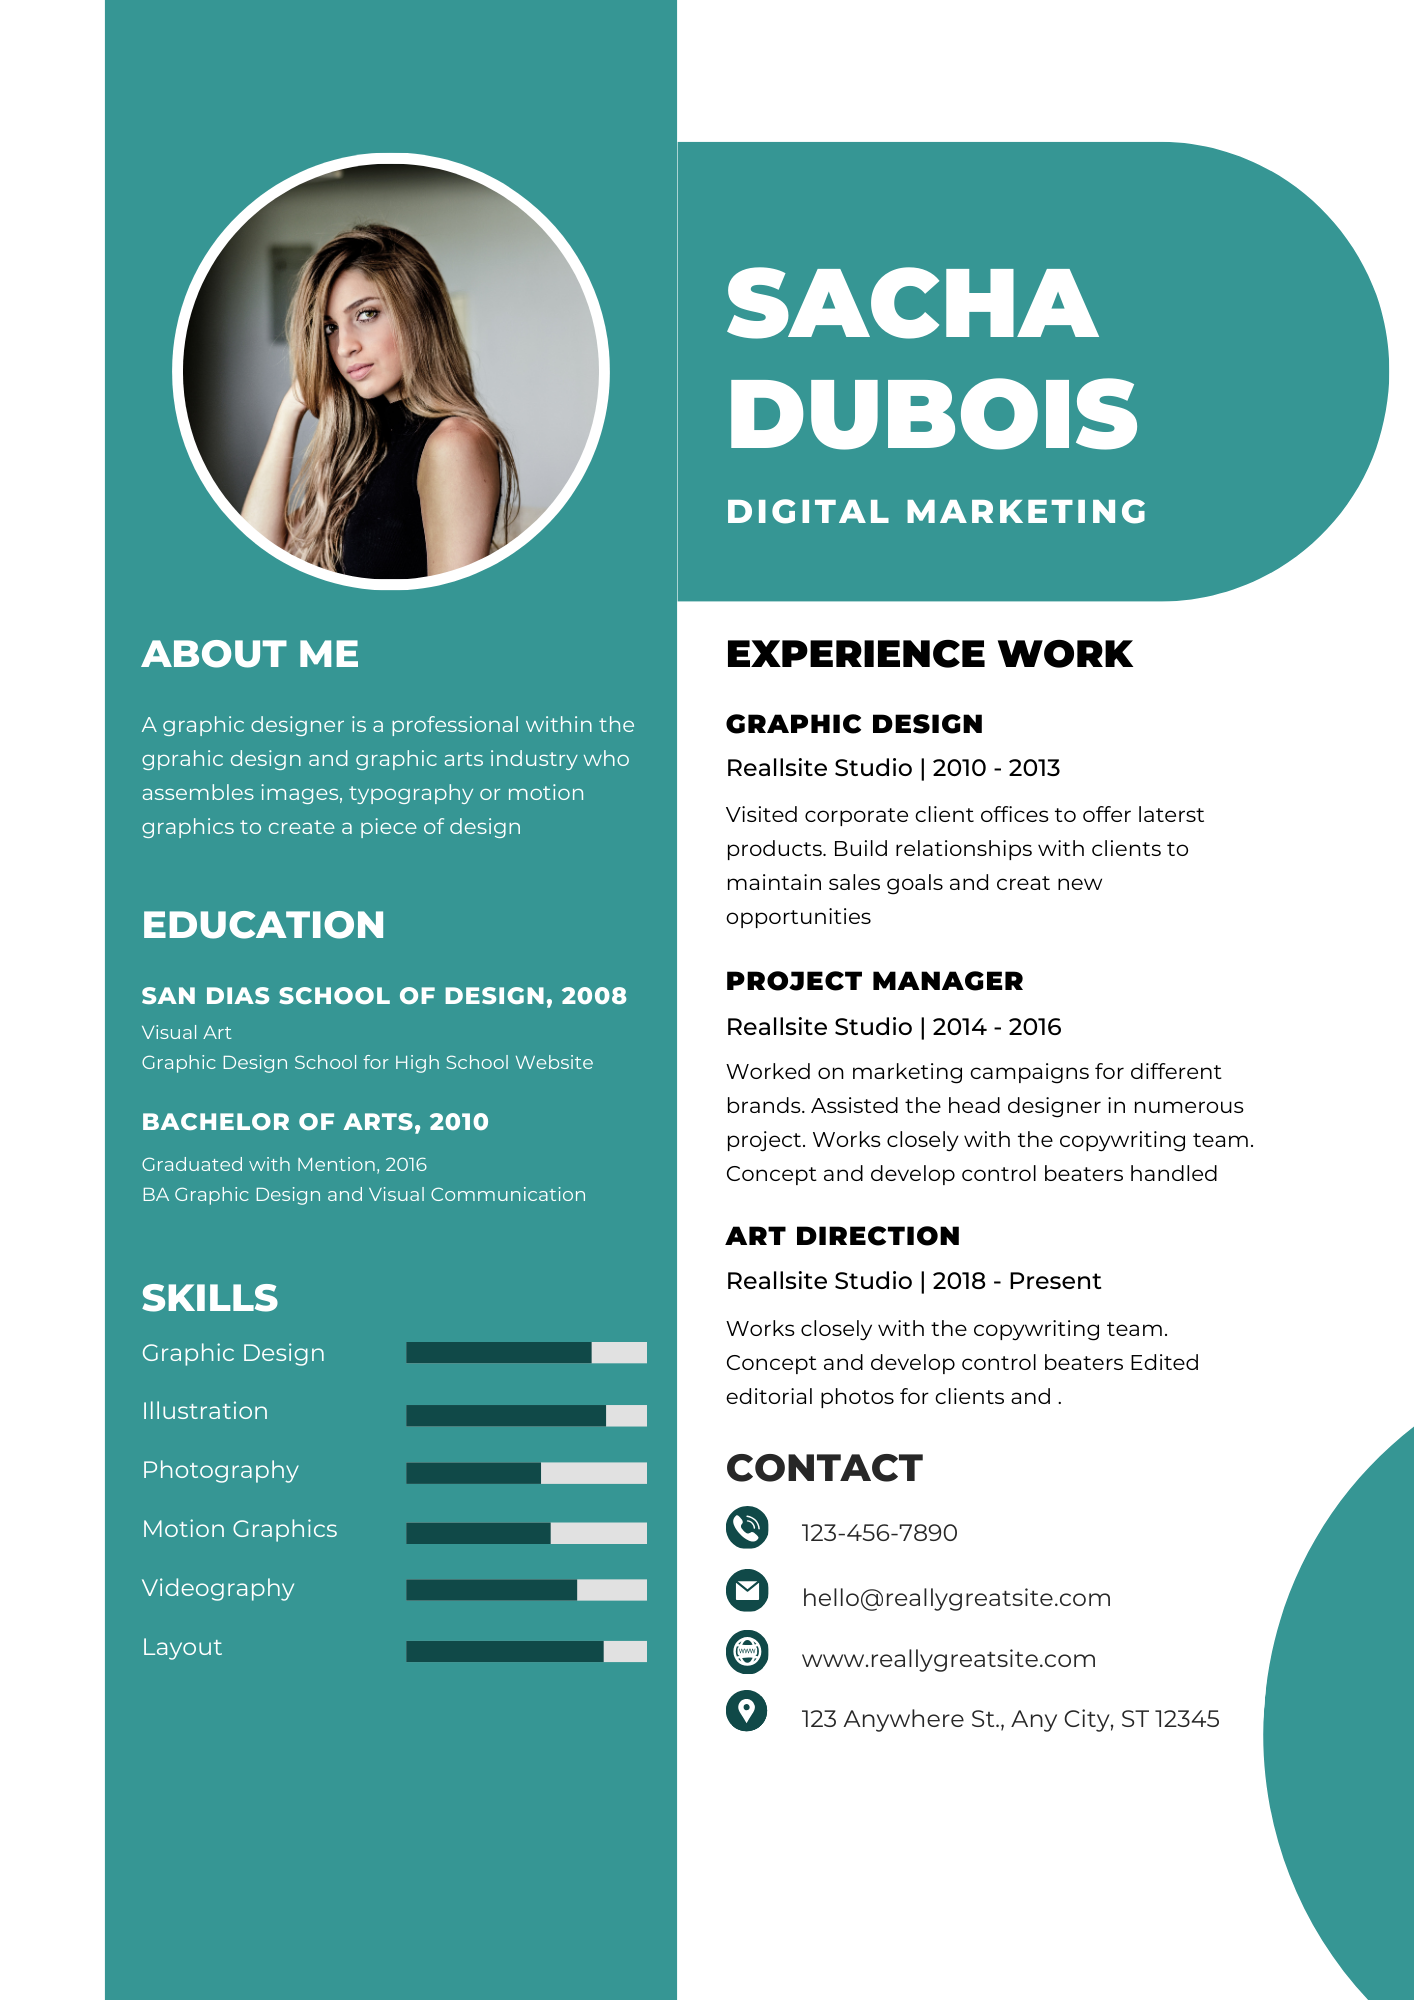 SACHA
DUBOIS
DIGITAL MARKETING
ABOUT ME
A graphic designer is a professional within the
gprahic design and graphic arts industry who
assembles images, typography or motion
graphics to create a piece of design
EDUCATION
SAN DIAS SCHOOL OF DESIGN, 2008
Visual Art
Graphic Design School for High School Website
BACHELOR OF ARTS, 2010
Graduated with Mention, 2016
BA Graphic Design and Visual Communication
SKILLS
Graphic Design
Illustration
Photography
Motion Graphics
Videography
Layout
EXPERIENCE WORK
GRAPHIC DESIGN
Reallsite Studio | 2010 - 2013
Visited corporate client offices to offer laterst
products. Build relationships with clients to
maintain sales goals and creat new
opportunities
PROJECT MANAGER
Reallsite Studio | 2014 - 2016
Worked on marketing campaigns for different
brands. Assisted the head designer in numerous
project. Works closely with the copywriting team.
Concept and develop control beaters handled
ART DIRECTION
Reallsite Studio | 2018 - Present
Works closely with the copywriting team.
Concept and develop control beaters Edited
editorial photos for clients and .
CONTACT
123-456-7890
hello@reallygreatsite.com
www
www.reallygreatsite.com
123 Anywhere St., Any City, ST 12345